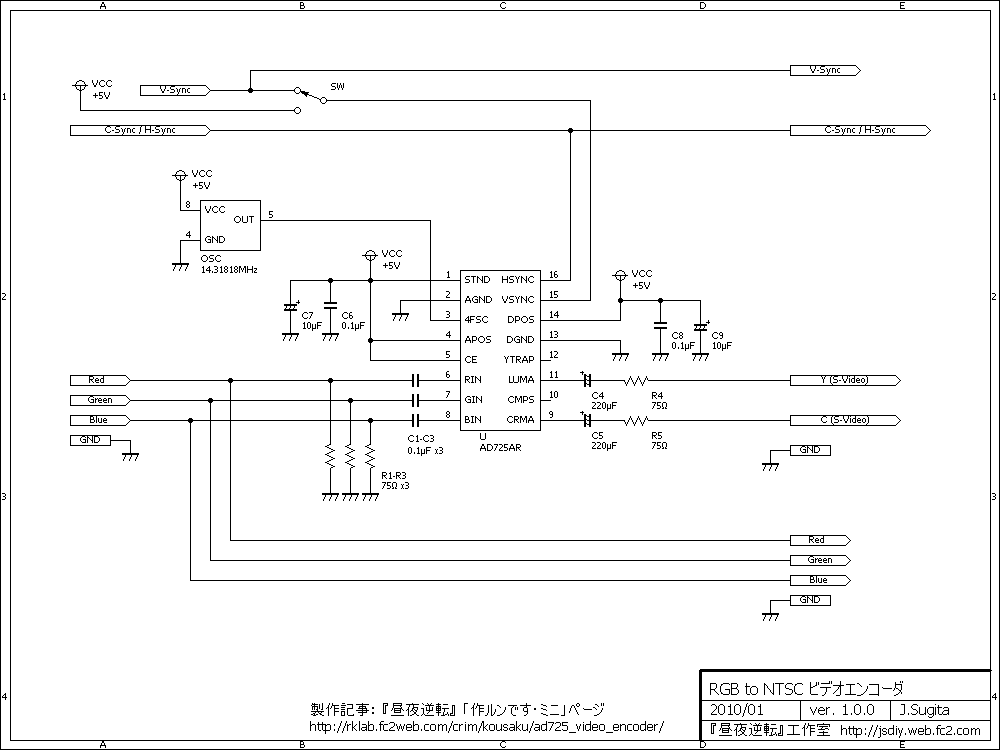 A B C D E
1 1
2 2
3 3
4 4
VCC
+5V
V-Sync
SW
V-Sync
C-Sync / H-Sync
C-Sync / H-Sync
VCC
+5V
8 VCC
OUT 5
4 GND
OSC
14.31818MHz
VCC
+5V
VCC
+5V
C7
10μF
C6
0.1μF
C8
0.1μF
C9
10μF
1 STND HSYNC 16
2 AGND VSYNC 15
3 4FSC DPOS 14
4 APOS DGND 13
5 CE YTRAP 12
6 RIN LUMA 11
7 GIN CMPS 10
8 BIN CRMA 9
U
AD725AR
Red
Green
Blue
GND
C1-C3
0.1μF x3
R1-R3
75Ω x3
C4
220μF
R4
75Ω
Y (S-Video)
C5
220μF
R5
75Ω
C (S-Video)
GND
Red
Green
Blue
GND
製作記事:『昼夜逆転』「作ルンです・ミニ」ページ
http://rklab.fc2web.com/crim/kousaku/ad725_video_encoder/
RGB to NTSC ビデオエンコーダ
2010/01 ver. 1.0.0 J.Sugita
『昼夜逆転』工作室 http://jsdiy.web.fc2.com
A B C D E